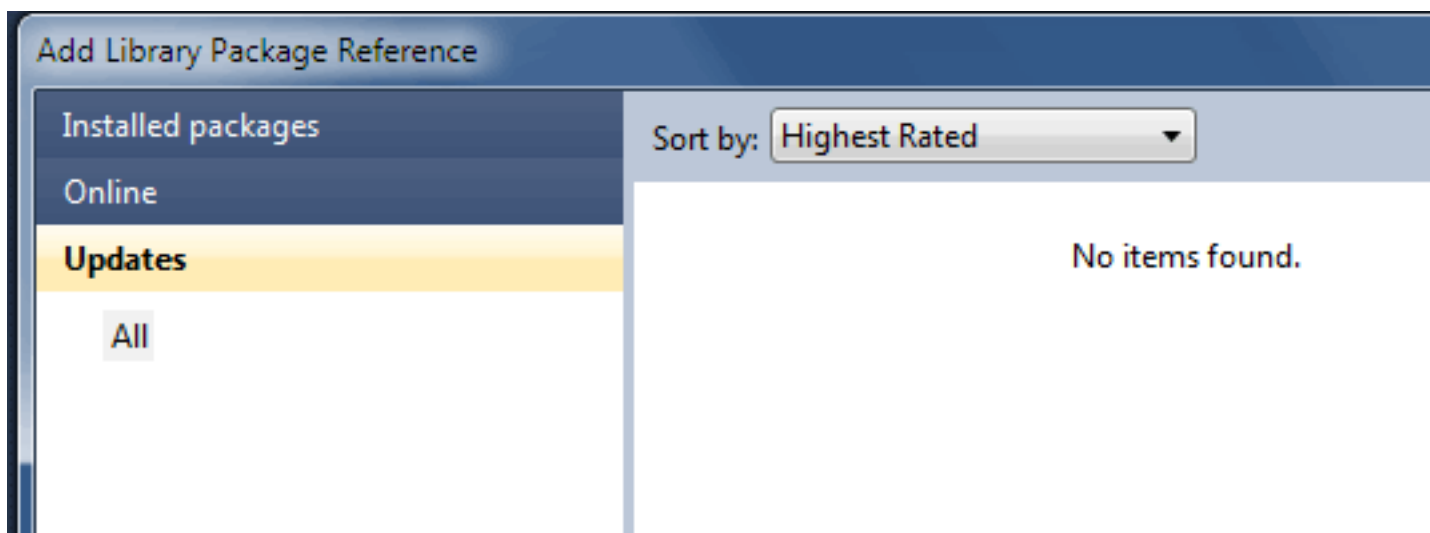 Add Library Package Reference
Installed packages
Online
Updates
All
Sort by: Highest Rated
No items found.